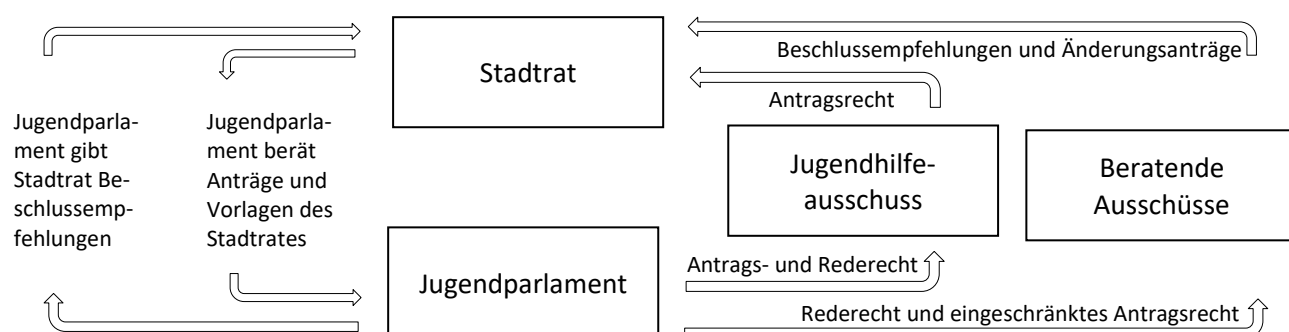 Stadtrat
Beschlussempfehlungen und Änderungsanträge
Antragsrecht
Jugendparla-
ment gibt
Stadtrat Be-
schlussemp-
fehlungen
Jugendparla-
ment berät
Anträge und
Vorlagen des
Stadtrates
Jugendhilfe-
ausschuss
Beratende
Ausschüsse
Jugendparlament
Antrags- und Rederecht
Rederecht und eingeschränktes Antragsrecht